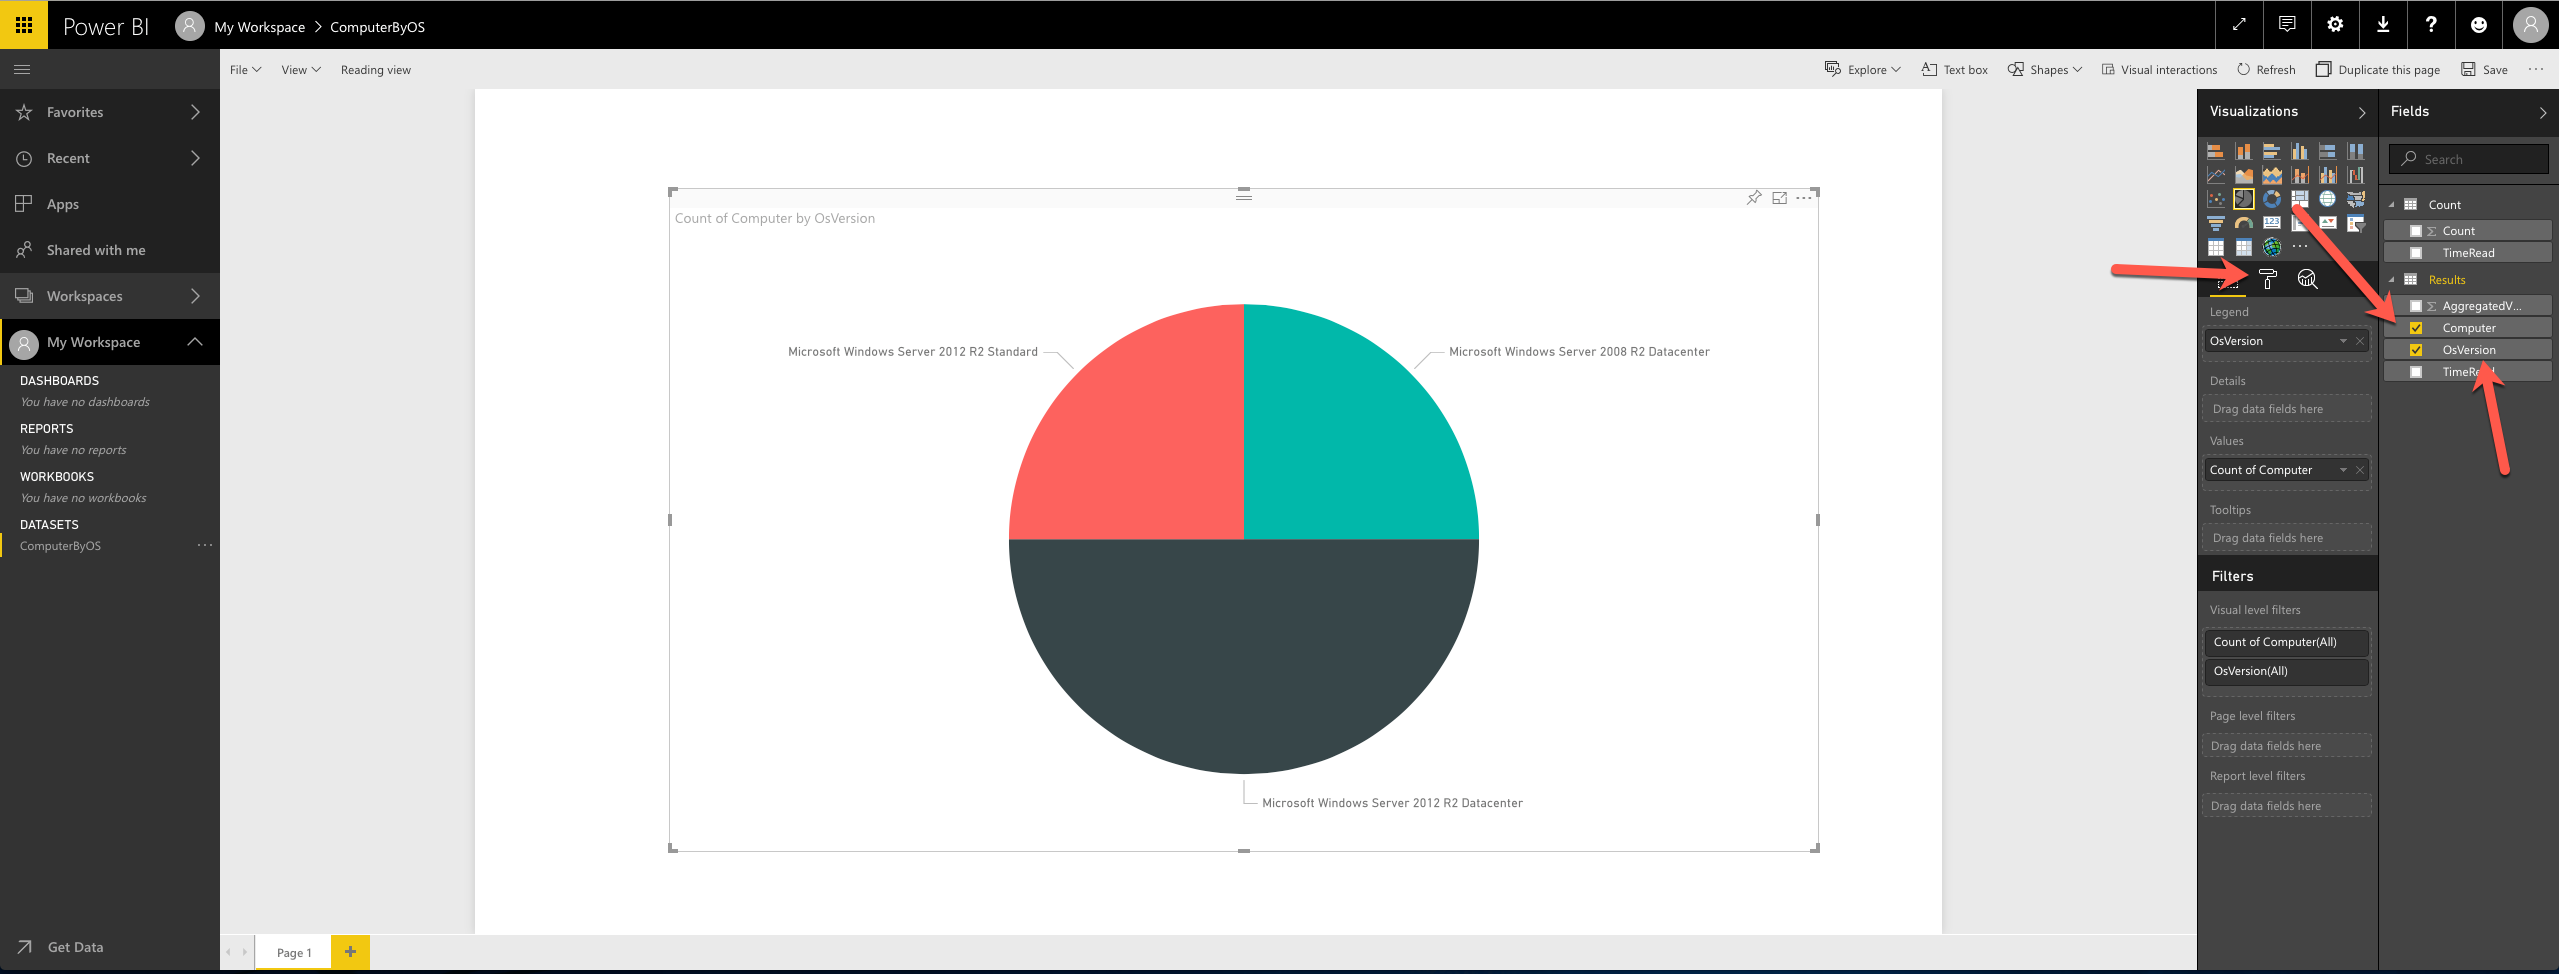 Power BI
My Workspace > ComputerByOS
File
View
Reading view
Explore
Text box
Shapes
Visual interactions
Refresh
Duplicate this page
Save
Favorites
Recent
Apps
Shared with me
Workspaces
My Workspace
DASHBOARDS
You have no dashboards
REPORTS
You have no reports
WORKBOOKS
You have no workbooks
DATASETS
ComputerByOS
Get Data
Count of Computer by OsVersion
Microsoft Windows Server 2012 R2 Standard
Microsoft Windows Server 2008 R2 Datacenter
Microsoft Windows Server 2012 R2 Datacenter
Page 1
Visualizations
123
Legend
OsVersion
Details
Drag data fields here
Values
Count of Computer
Tooltips
Drag data fields here
Filters
Visual level filters
Count of Computer(All)
OsVersion(All)
Page level filters
Drag data fields here
Report level filters
Drag data fields here
Fields
Search
Count
Σ Count
TimeRead
Results
Σ AggregatedV...
Computer
OsVersion